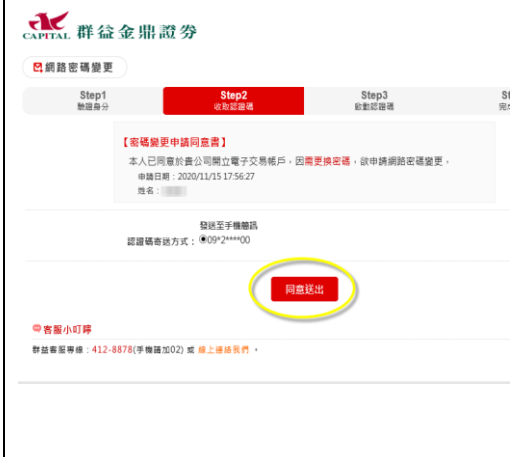 CAPITAL 群益金鼎證券
網路密碼變更
Step1
驗證身分
Step2
收取認證碼
Step3
啟動認證碼
【密碼變更申請同意書】
本人已同意於貴公司開立電子交易帳戶，因需更換密碼，欲申請網路密碼變更。
申請日期：2020/11/15 17:56:27
姓名：
發送至手機簡訊
認證碼寄送方式：09*2****00
同意送出
客服小叮嚀
群益客服專線：412-8878(手機請加02) 或 線上連絡我們 。